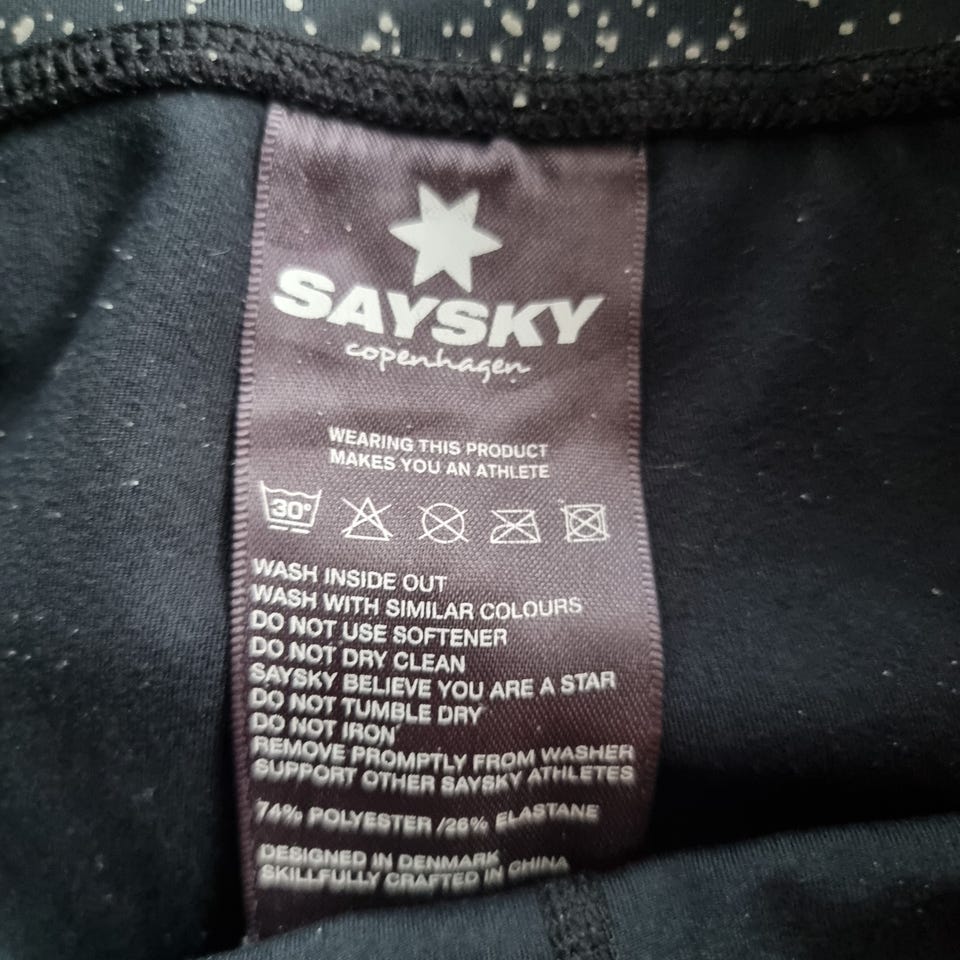 SAYSKY
copenhagen
WEARING THIS PRODUCT
MAKES YOU AN ATHLETE
30°
WASH INSIDE OUT
WASH WITH SIMILAR COLOURS
DO NOT USE SOFTENER
DO NOT DRY CLEAN
SAYSKY BELIEVE YOU ARE A STAR
DO NOT TUMBLE DRY
DO NOT IRON
REMOVE PROMPTLY FROM WASHER
SUPPORT OTHER SAYSKY ATHLETES
74% POLYESTER /26% ELASTANE
DESIGNED IN DENMARK
SKILLFULLY CRAFTED IN CHINA